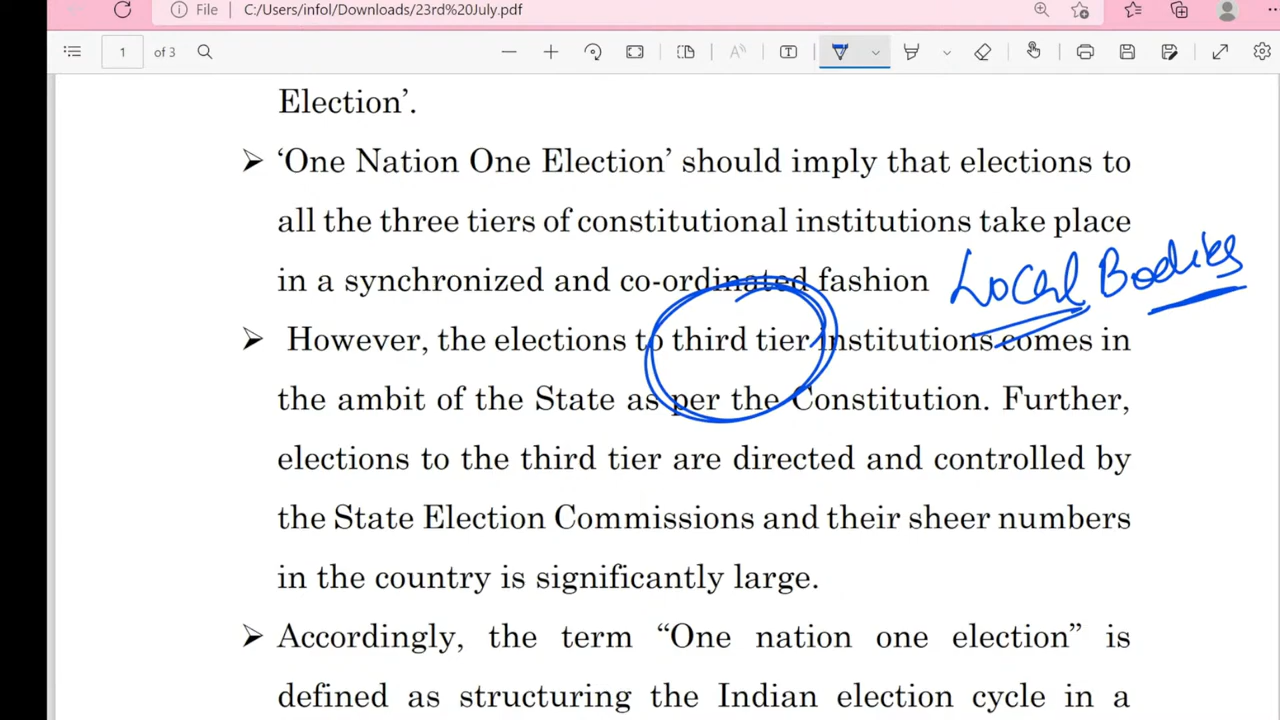 File C:/Users/infol/Downloads/23rd%20July.pdf
1 of 3
Election’.
➢ ‘One Nation One Election’ should imply that elections to
all the three tiers of constitutional institutions take place
in a synchronized and co-ordinated fashion Local Bodies
➢ However, the elections to third tier institutions comes in
the ambit of the State as per the Constitution. Further,
elections to the third tier are directed and controlled by
the State Election Commissions and their sheer numbers
in the country is significantly large.
➢ Accordingly, the term “One nation one election” is
defined as structuring the Indian election cycle in a